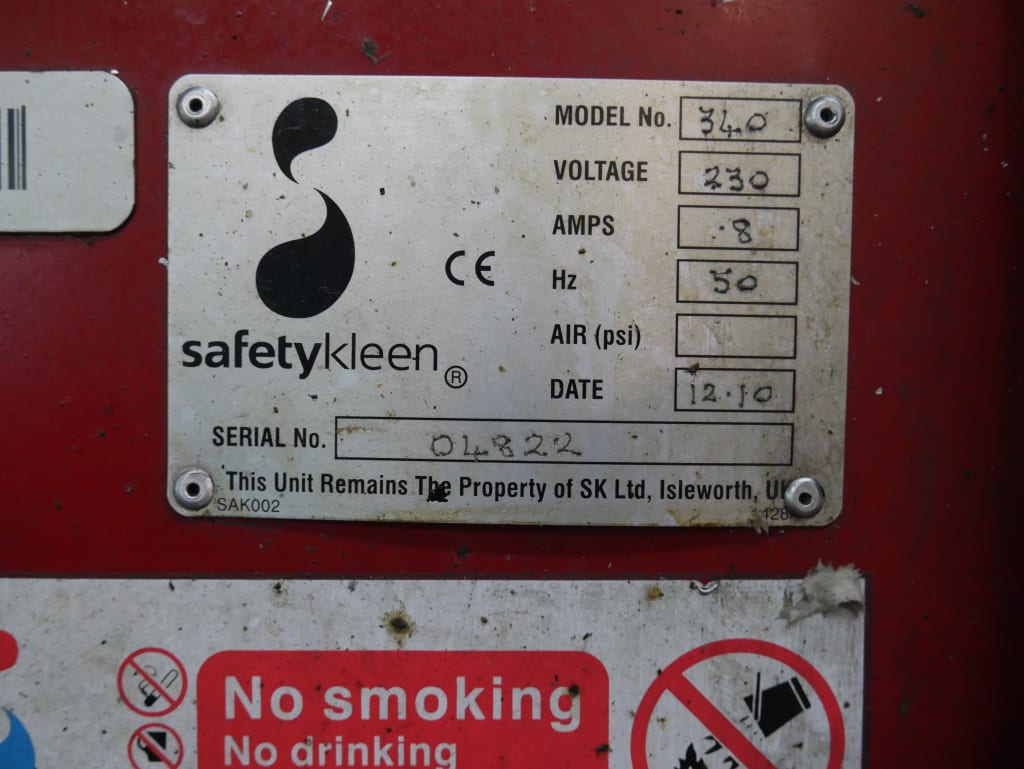 MODEL No. 340
VOLTAGE 230
AMPS .8
Hz 50
AIR (psi)
DATE 12.10
CE
safetykleen®
SERIAL No. 04822
This Unit Remains The Property of SK Ltd, Isleworth, UK
SAK002
No smoking
No drinking